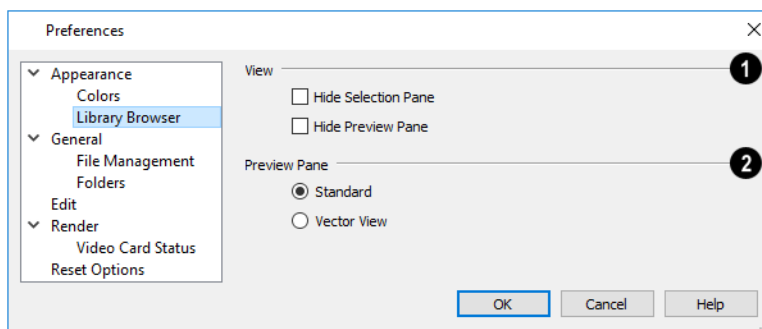 Preferences
Appearance
Colors
Library Browser
General
File Management
Folders
Edit
Render
Video Card Status
Reset Options
View
1
Hide Selection Pane
Hide Preview Pane
Preview Pane
2
Standard
Vector View
OK
Cancel
Help